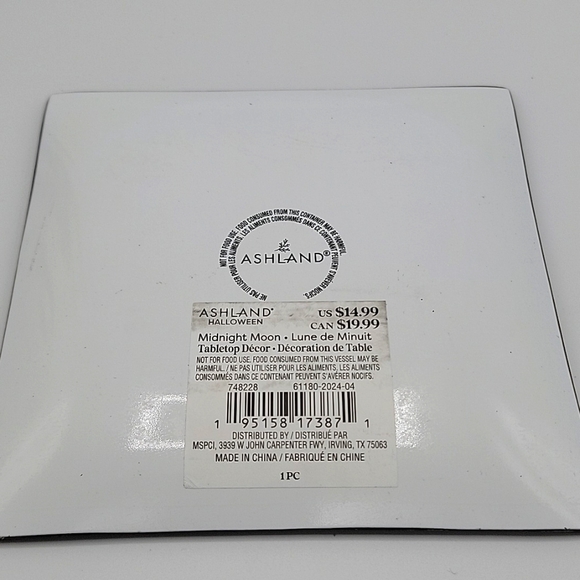 NOT FOR FOOD USE. FOOD CONSUMED FROM THIS CONTAINER MAY BE HARMFUL.
NE PAS UTILISER POUR LES ALIMENTS. LES ALIMENTS CONSOMMÉS DANS CE CONTENANT PEUVENT S'AVÉRER NOCIFS.
ASHLAND®
ASHLAND® US $14.99
HALLOWEEN CAN $19.99
Midnight Moon • Lune de Minuit
Tabletop Décor • Décoration de Table
NOT FOR FOOD USE. FOOD CONSUMED FROM THIS VESSEL MAY BE
HARMFUL. / NE PAS UTILISER POUR LES ALIMENTS, LES ALIMENTS
CONSOMMÉS DANS CE CONTENANT PEUVENT S'AVÉRER NOCIFS.
748228 61180-2024-04
1 95158 17387 1
DISTRIBUTED BY / DISTRIBUÉ PAR
MSPCI, 3939 W JOHN CARPENTER FWY, IRVING, TX 75063
MADE IN CHINA / FABRIQUÉ EN CHINE
1 PC